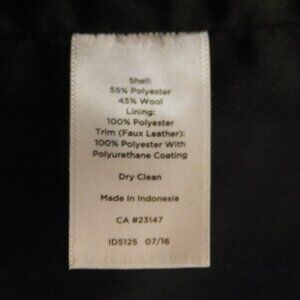 Shell:
55% Polyester
45% Wool
Lining:
100% Polyester
Trim (Faux Leather):
100% Polyester With
Polyurethane Coating
Dry Clean
Made In Indonesia
CA #23147
ID5125 07/16